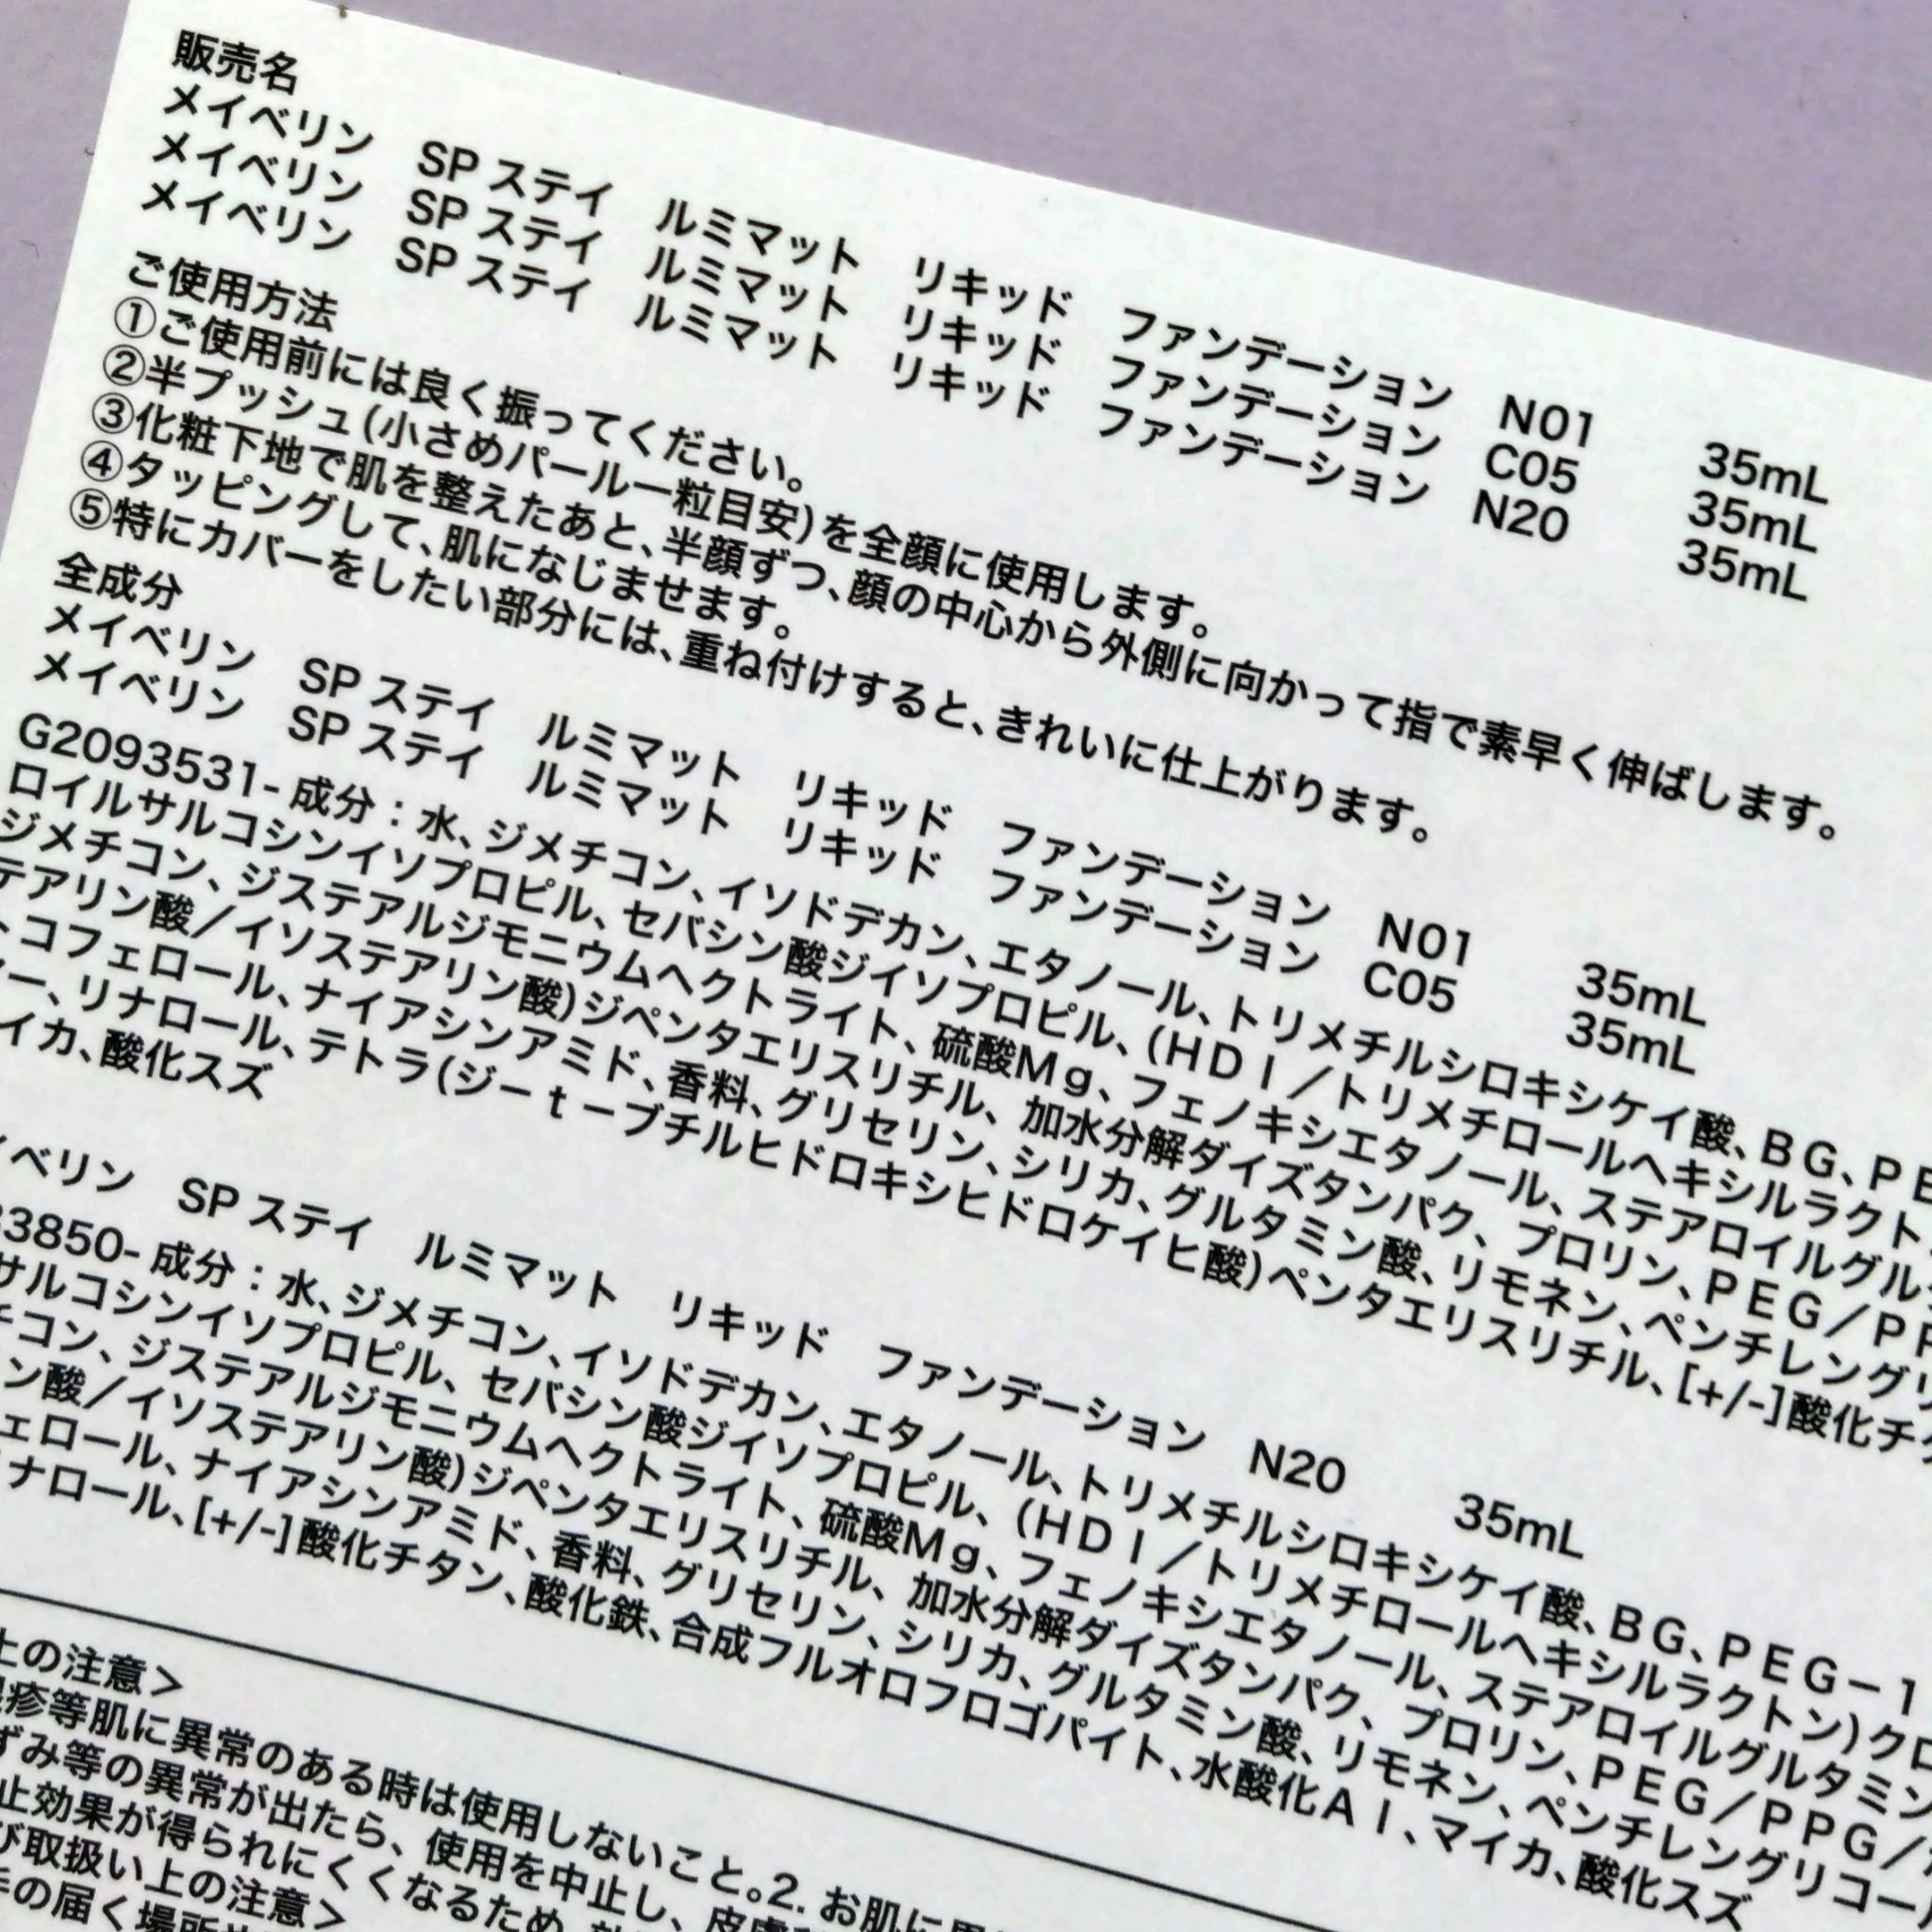 販売名
メイベリン　SP ステイ　ルミマット　リキッド　ファンデーション　N01　35mL
メイベリン　SP ステイ　ルミマット　リキッド　ファンデーション　C05　35mL
メイベリン　SP ステイ　ルミマット　リキッド　ファンデーション　N20　35mL
ご使用方法
①ご使用前には良く振ってください。
②半プッシュ(小さめパール一粒目安)を全顔に使用します。
③化粧下地で肌を整えたあと、半顔ずつ、顔の中心から外側に向かって指で素早く伸ばします。
④タッピングして、肌になじませます。
⑤特にカバーをしたい部分には、重ね付けすると、きれいに仕上がります。
全成分
メイベリン　SP ステイ　ルミマット　リキッド　ファンデーション　N01　35mL
メイベリン　SP ステイ　ルミマット　リキッド　ファンデーション　C05　35mL
G2093531- 成分：水、ジメチコン、イソドデカン、エタノール、トリメチルシロキシケイ酸、ＢＧ、ＰＥ
ロイルサルコシンイソプロピル、セバシン酸ジイソプロピル、(ＨＤＩ／トリメチロールヘキシルラクト
ジメチコン、ジステアルジモニウムヘクトライト、硫酸Ｍｇ、フェノキシエタノール、ステアロイルグル
テアリン酸／イソステアリン酸)ジペンタエリスリチル、加水分解ダイズタンパク、プロリン、ＰＥＧ／ＰＰ
コフェロール、ナイアシンアミド、香料、グリセリン、シリカ、グルタミン酸、リモネン、ペンチレングリ
ー、リナロール、テトラ(ジ－ｔ－ブチルヒドロキシヒドロケイヒ酸)ペンタエリスリチル、[+/-]酸化チタ
イカ、酸化スズ
ベリン　SP ステイ　ルミマット　リキッド　ファンデーション　N20　35mL
3850- 成分：水、ジメチコン、イソドデカン、エタノール、トリメチルシロキシケイ酸、ＢＧ、ＰＥＧ－１
サルコシンイソプロピル、セバシン酸ジイソプロピル、(ＨＤＩ／トリメチロールヘキシルラクトン)クロ
チコン、ジステアルジモニウムヘクトライト、硫酸Ｍｇ、フェノキシエタノール、ステアロイルグルタミン
ン酸／イソステアリン酸)ジペンタエリスリチル、加水分解ダイズタンパク、プロリン、ＰＥＧ／ＰＰＧ／
ェロール、ナイアシンアミド、香料、グリセリン、シリカ、グルタミン酸、リモネン、ペンチレングリコー
ナロール、[+/-]酸化チタン、酸化鉄、合成フルオロフロゴパイト、水酸化Ａｌ、マイカ、酸化スズ
上の注意＞
疹等肌に異常のある時は使用しないこと。2. お肌に
ずみ等の異常が出たら、使用を中止し、皮膚
止効果が得られにくくなるため、
び取扱い上の注意＞
手の届く場所